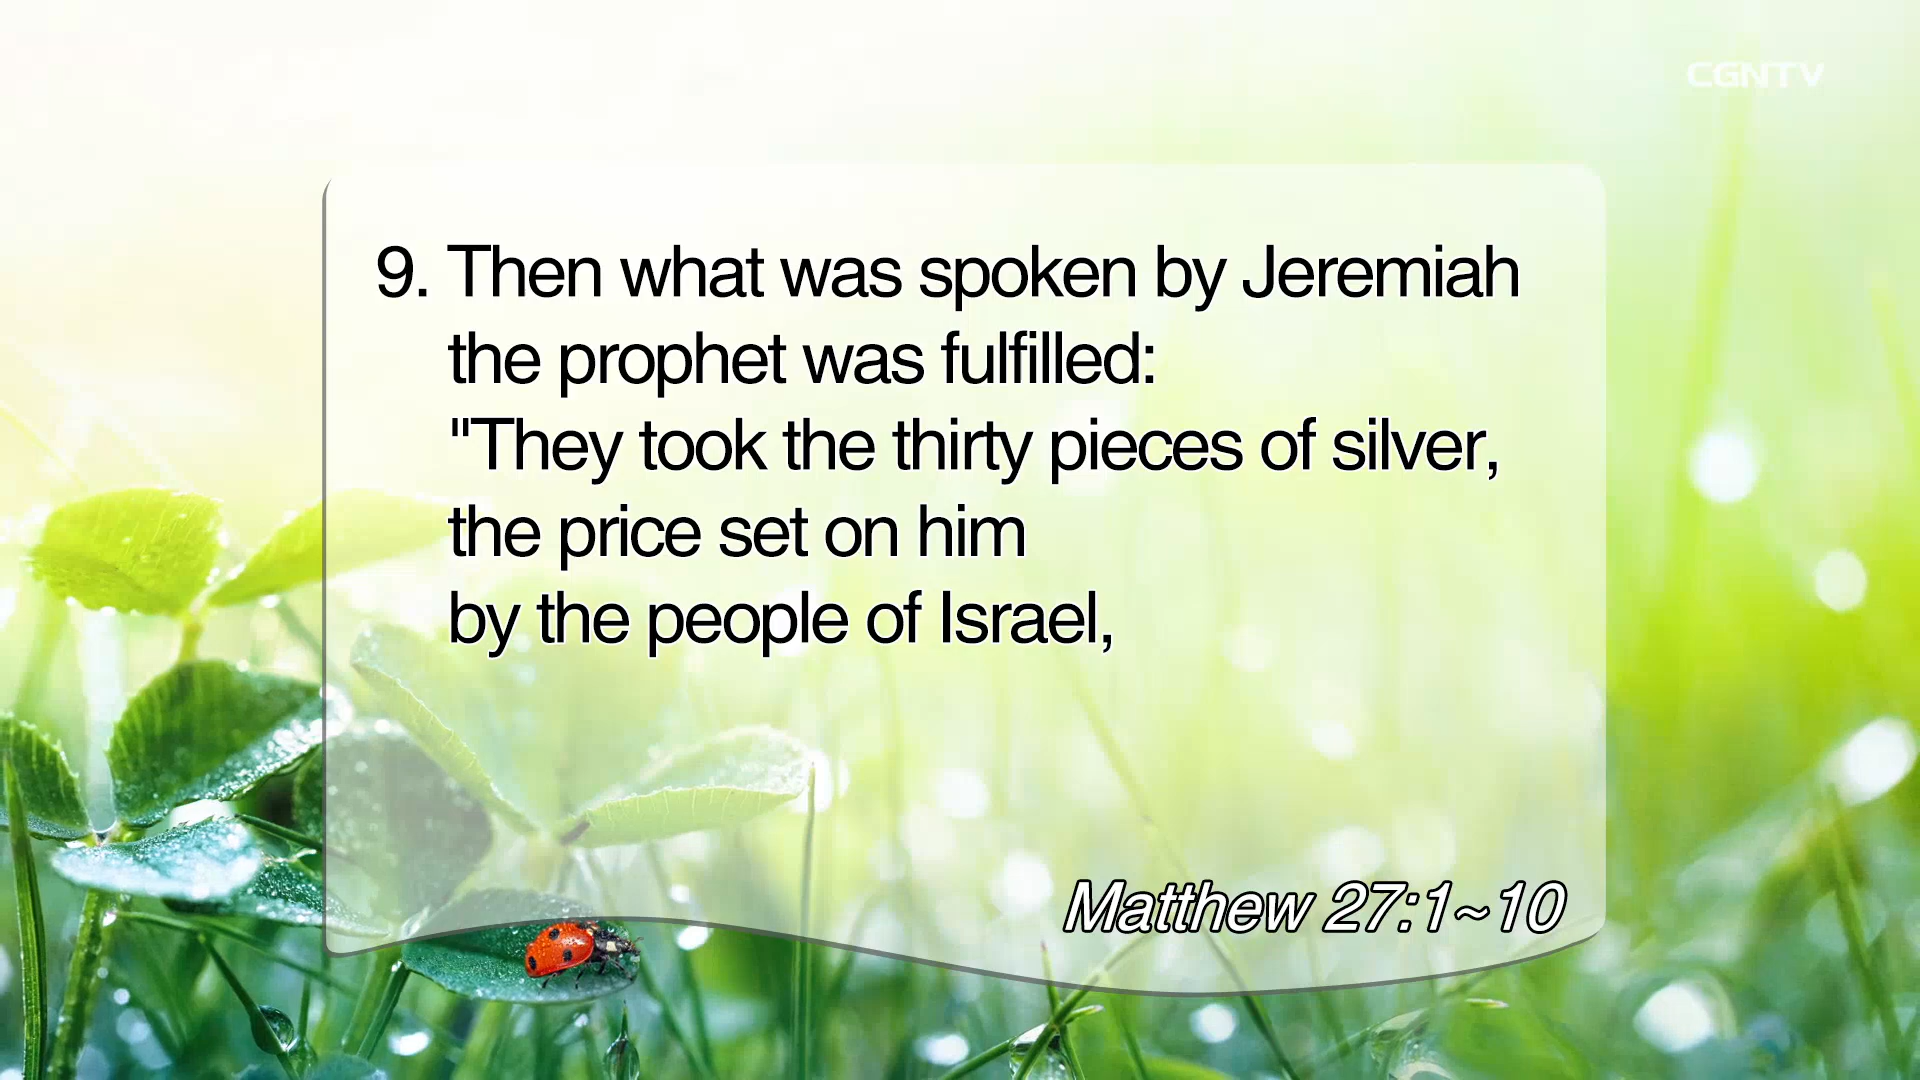 CGNTV
9. Then what was spoken by Jeremiah
the prophet was fulfilled:
"They took the thirty pieces of silver,
the price set on him
by the people of Israel,
Matthew 27:1~10